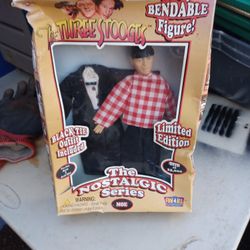 BENDABLE
Figure!
The THREE STOOGES
BLACK TIE
Outfit
Included!
Limited
Edition
The
NOSTALGIC
Series
MOE